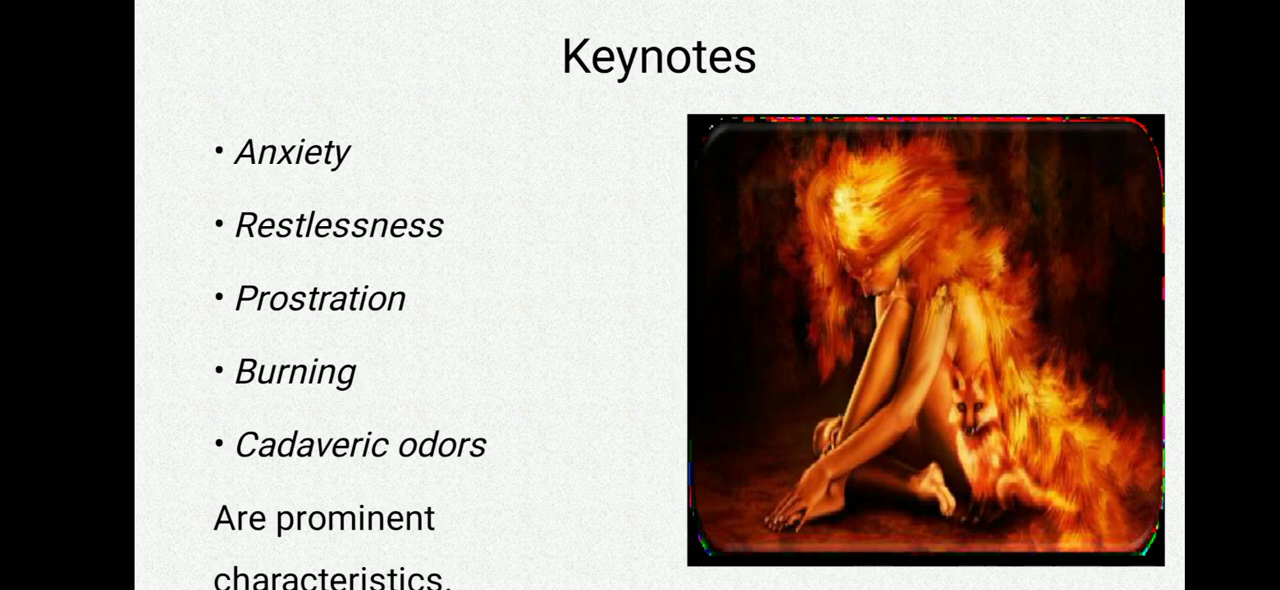 Keynotes
• Anxiety
• Restlessness
• Prostration
• Burning
• Cadaveric odors
Are prominent
characteristics.